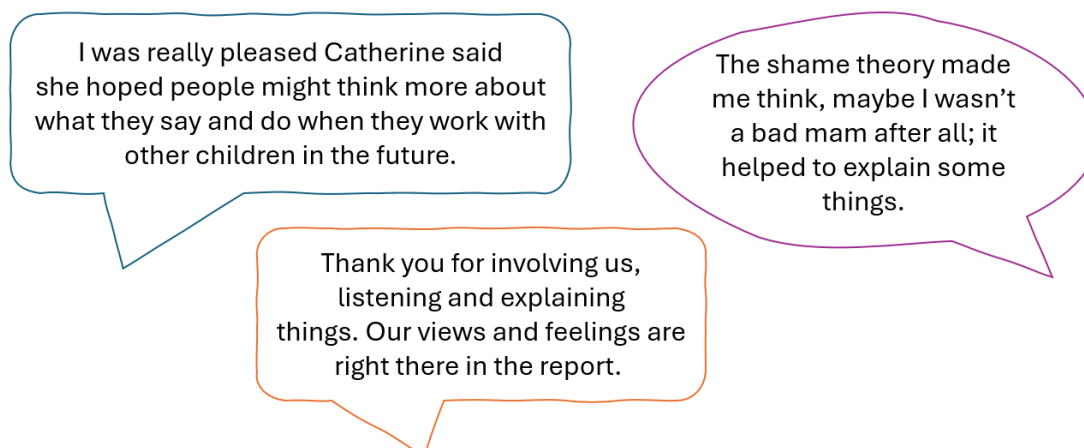 I was really pleased Catherine said
she hoped people might think more about
what they say and do when they work with
other children in the future.
The shame theory made
me think, maybe I wasn’t
a bad mam after all; it
helped to explain some
things.
Thank you for involving us,
listening and explaining
things. Our views and feelings are
right there in the report.